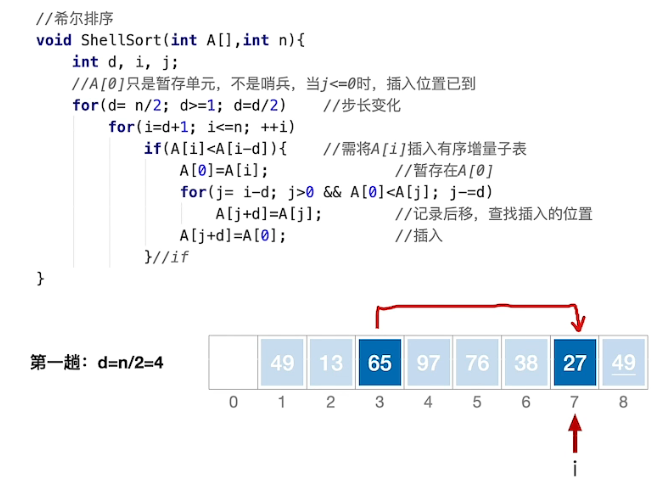 //希尔排序
void ShellSort(int A[],int n){
    int d, i, j;
    //A[0]只是暂存单元，不是哨兵，当j<=0时，插入位置已到
    for(d= n/2; d>=1; d=d/2)    //步长变化
        for(i=d+1; i<=n; ++i)
            if(A[i]<A[i-d]){    //需将A[i]插入有序增量子表
                A[0]=A[i];              //暂存在A[0]
                for(j= i-d; j>0 && A[0]<A[j]; j-=d)
                    A[j+d]=A[j];        //记录后移，查找插入的位置
                A[j+d]=A[0];            //插入
            }//if
}
第一趟：d=n/2=4
49 13 65 97 76 38 27 49
0 1 2 3 4 5 6 7 8
i